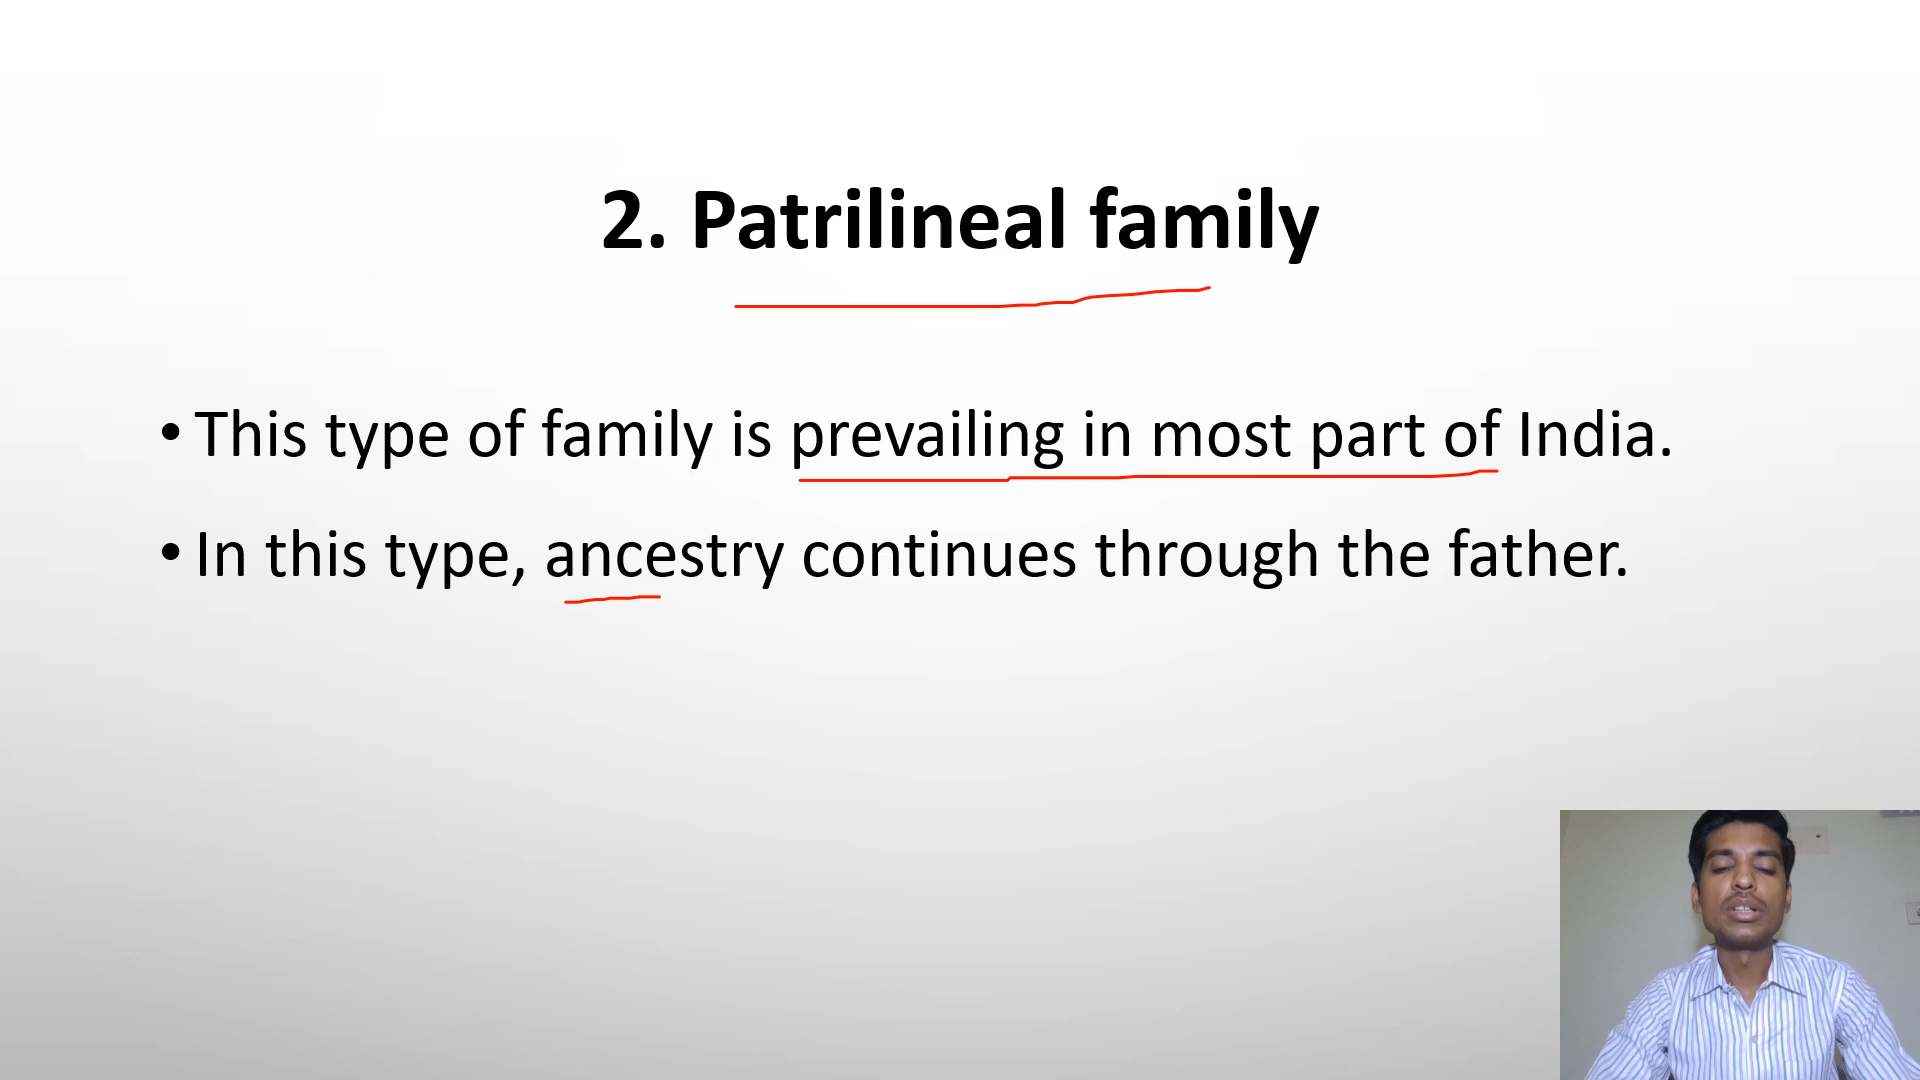 2. Patrilineal family
• This type of family is prevailing in most part of India.
• In this type, ancestry continues through the father.